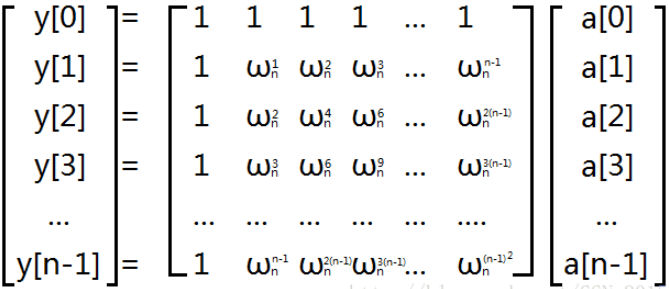 y[0] = 1 1 1 1 ... 1 a[0]
y[1] = 1 ωₙ¹ ωₙ² ωₙ³ ... ωₙⁿ⁻¹ a[1]
y[2] = 1 ωₙ² ωₙ⁴ ωₙ⁶ ... ωₙ²⁽ⁿ⁻¹⁾ a[2]
y[3] = 1 ωₙ³ ωₙ⁶ ωₙ⁹ ... ωₙ³⁽ⁿ⁻¹⁾ a[3]
... ... ... ... ... ... .... ...
y[n-1] = 1 ωₙⁿ⁻¹ ωₙ²⁽ⁿ⁻¹⁾ ωₙ³⁽ⁿ⁻¹⁾ ... ωₙ⁽ⁿ⁻¹⁾² a[n-1]